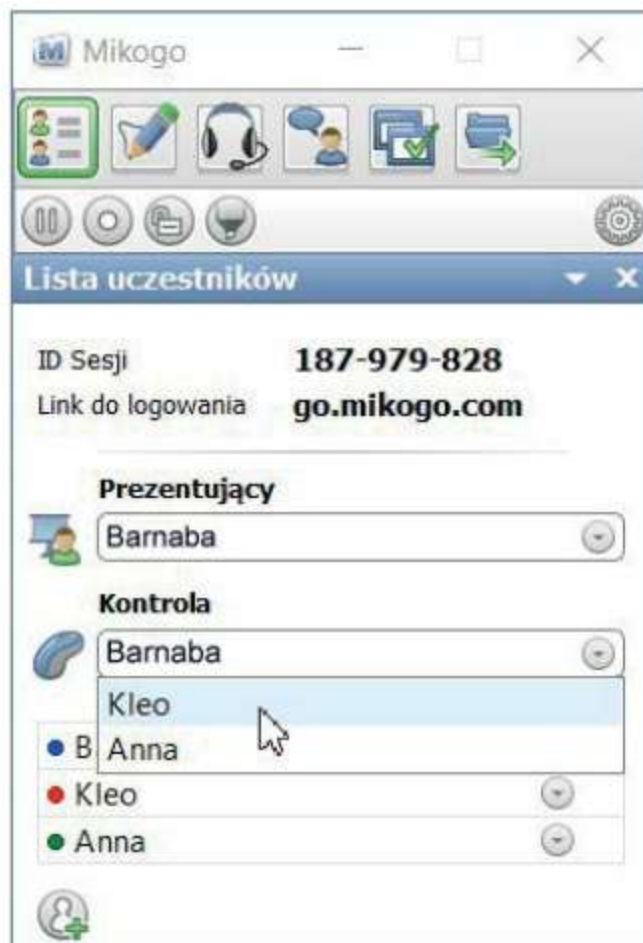 Mikogo
Lista uczestników
ID Sesji 187-979-828
Link do logowania go.mikogo.com
Prezentujący
Barnaba
Kontrola
Barnaba
Kleo
Anna
B
Kleo
Anna